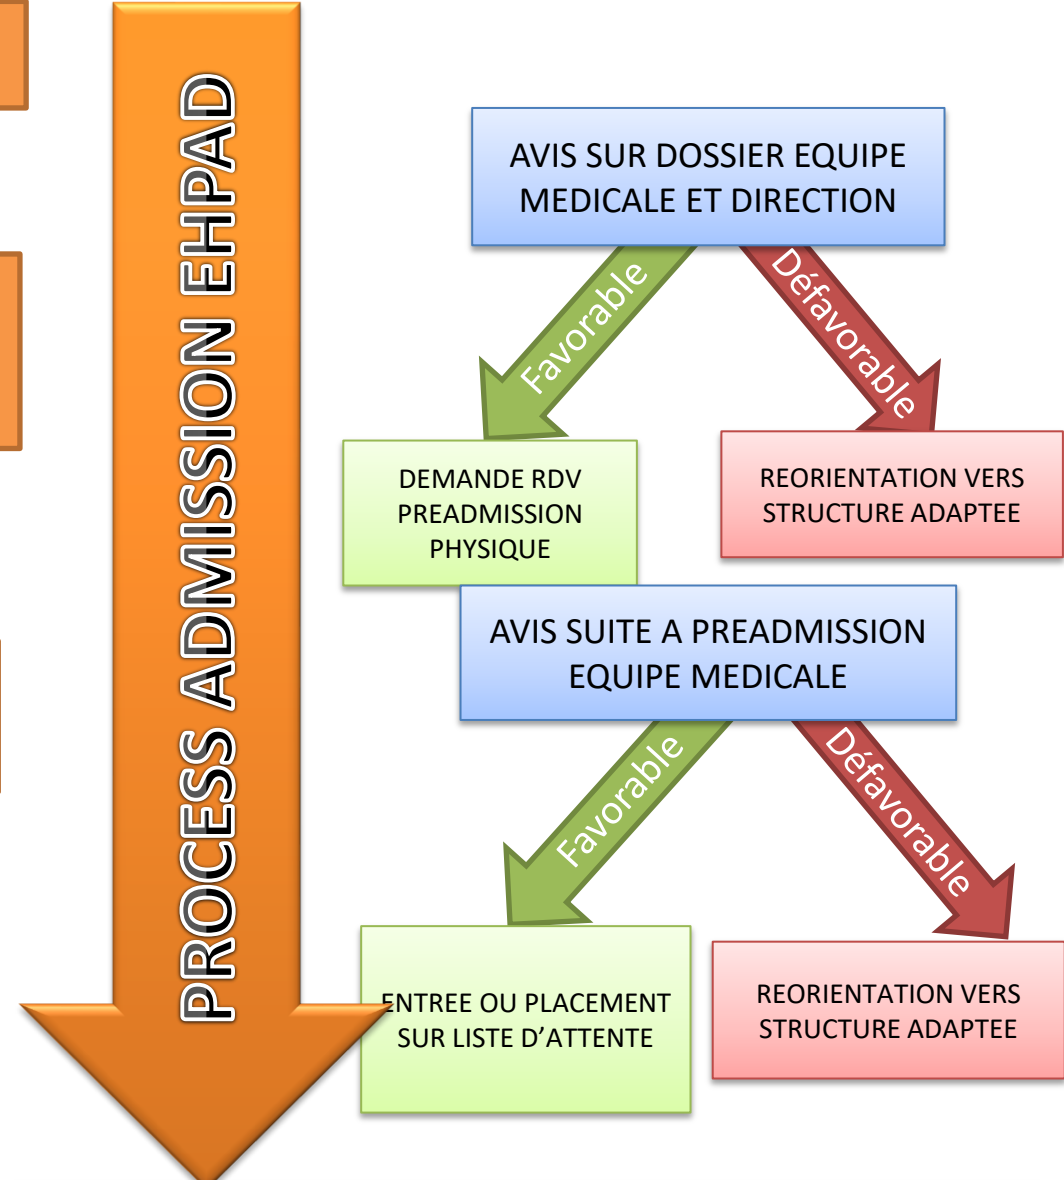 PROCESS ADMISSION EHPAD
AVIS SUR DOSSIER EQUIPE
MEDICALE ET DIRECTION
Favorable
Défavorable
DEMANDE RDV
PREADMISSION
PHYSIQUE
REORIENTATION VERS
STRUCTURE ADAPTEE
AVIS SUITE A PREADMISSION
EQUIPE MEDICALE
Favorable
Défavorable
ENTREE OU PLACEMENT
SUR LISTE D’ATTENTE
REORIENTATION VERS
STRUCTURE ADAPTEE